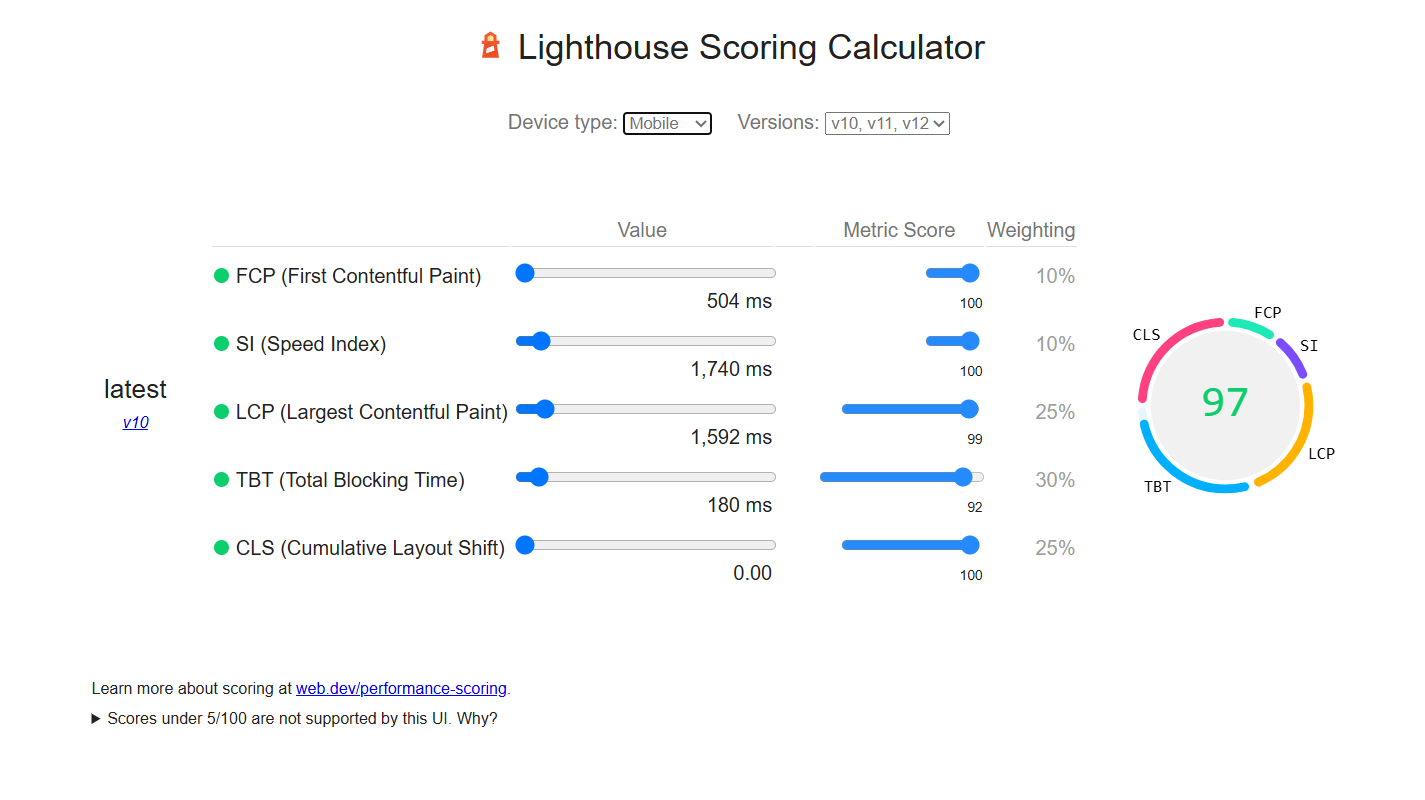 Lighthouse Scoring Calculator
Device type: Mobile Versions: v10, v11, v12
Value Metric Score Weighting
FCP (First Contentful Paint) 10%
504 ms 100
SI (Speed Index) 10%
1,740 ms 100
latest
v10
LCP (Largest Contentful Paint) 25%
1,592 ms 99
TBT (Total Blocking Time) 30%
180 ms 92
CLS (Cumulative Layout Shift) 25%
0.00 100
FCP
CLS
SI
97
LCP
TBT
Learn more about scoring at web.dev/performance-scoring.
Scores under 5/100 are not supported by this UI. Why?